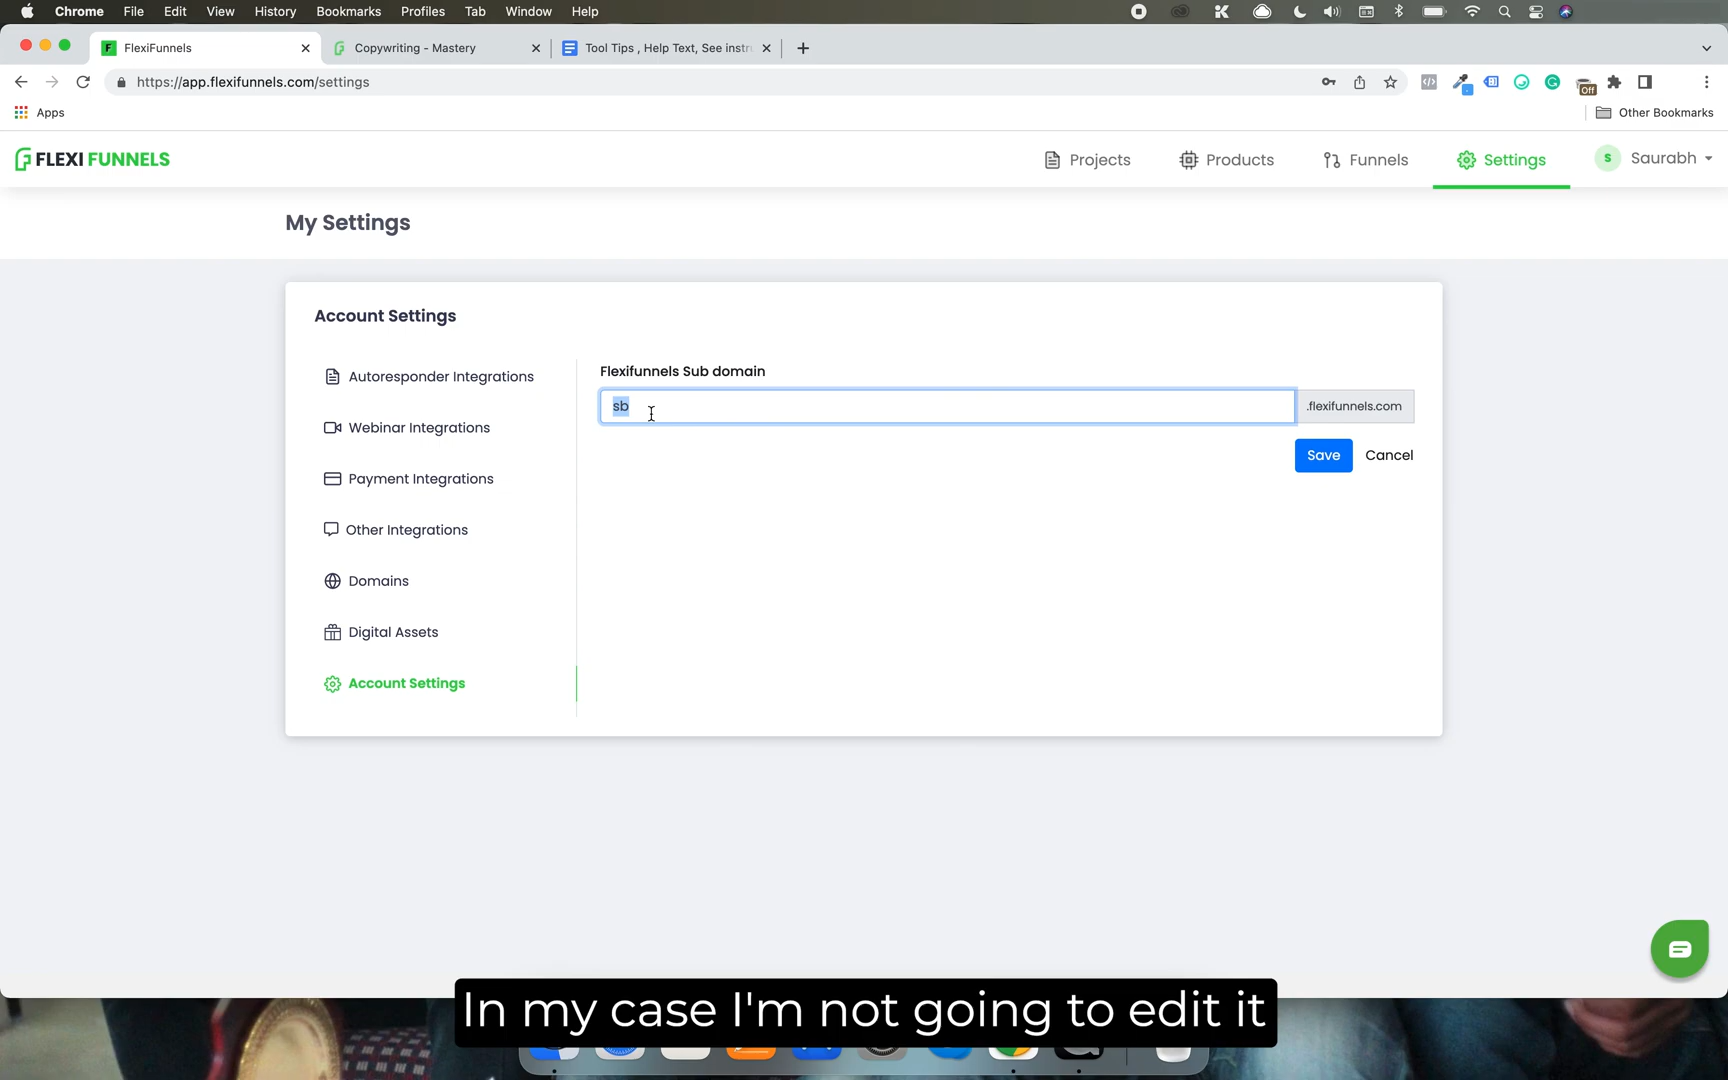 Chrome File Edit View History Bookmarks Profiles Tab Window Help
FlexiFunnels
Copywriting - Mastery
Tool Tips , Help Text, See instr
https://app.flexifunnels.com/settings
Off
Apps
Other Bookmarks
FLEXI FUNNELS
Projects
Products
Funnels
Settings
S
Saurabh
My Settings
Account Settings
Autoresponder Integrations
Webinar Integrations
Payment Integrations
Other Integrations
Domains
Digital Assets
Account Settings
Flexifunnels Sub domain
sb
.flexifunnels.com
Save
Cancel
In my case I'm not going to edit it